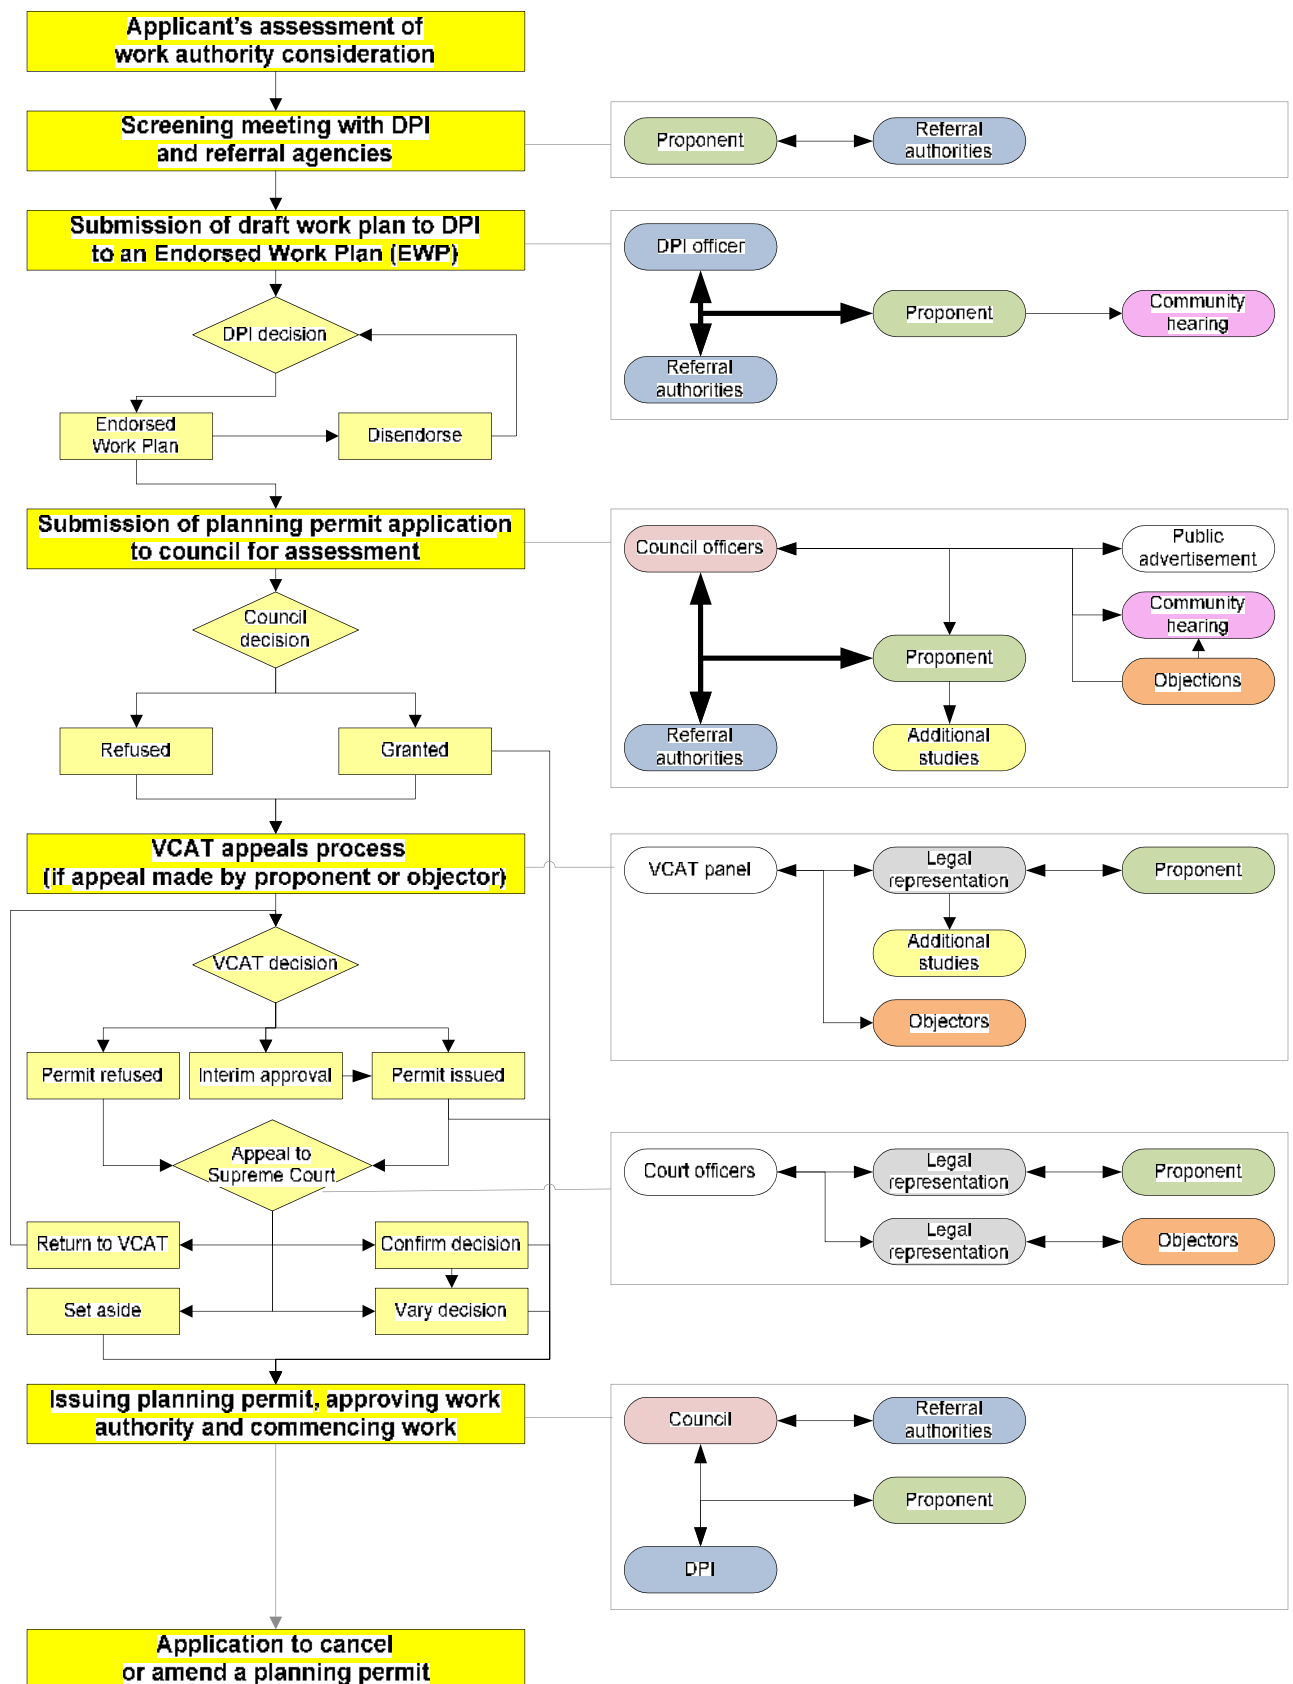 Applicant's assessment of
work authority consideration
Screening meeting with DPI
and referral agencies
Proponent
Referral
authorities
Submission of draft work plan to DPI
to an Endorsed Work Plan (EWP)
DPI officer
Proponent
Community
hearing
Referral
authorities
DPI decision
Endorsed
Work Plan
Disendorse
Submission of planning permit application
to council for assessment
Council officers
Public
advertisement
Community
hearing
Proponent
Objections
Referral
authorities
Additional
studies
Council
decision
Refused
Granted
VCAT appeals process
(if appeal made by proponent or objector)
VCAT panel
Legal
representation
Proponent
Additional
studies
Objectors
VCAT decision
Permit refused
Interim approval
Permit issued
Appeal to
Supreme Court
Court officers
Legal
representation
Proponent
Legal
representation
Objectors
Return to VCAT
Confirm decision
Set aside
Vary decision
Issuing planning permit, approving work
authority and commencing work
Council
Referral
authorities
Proponent
DPI
Application to cancel
or amend a planning permit